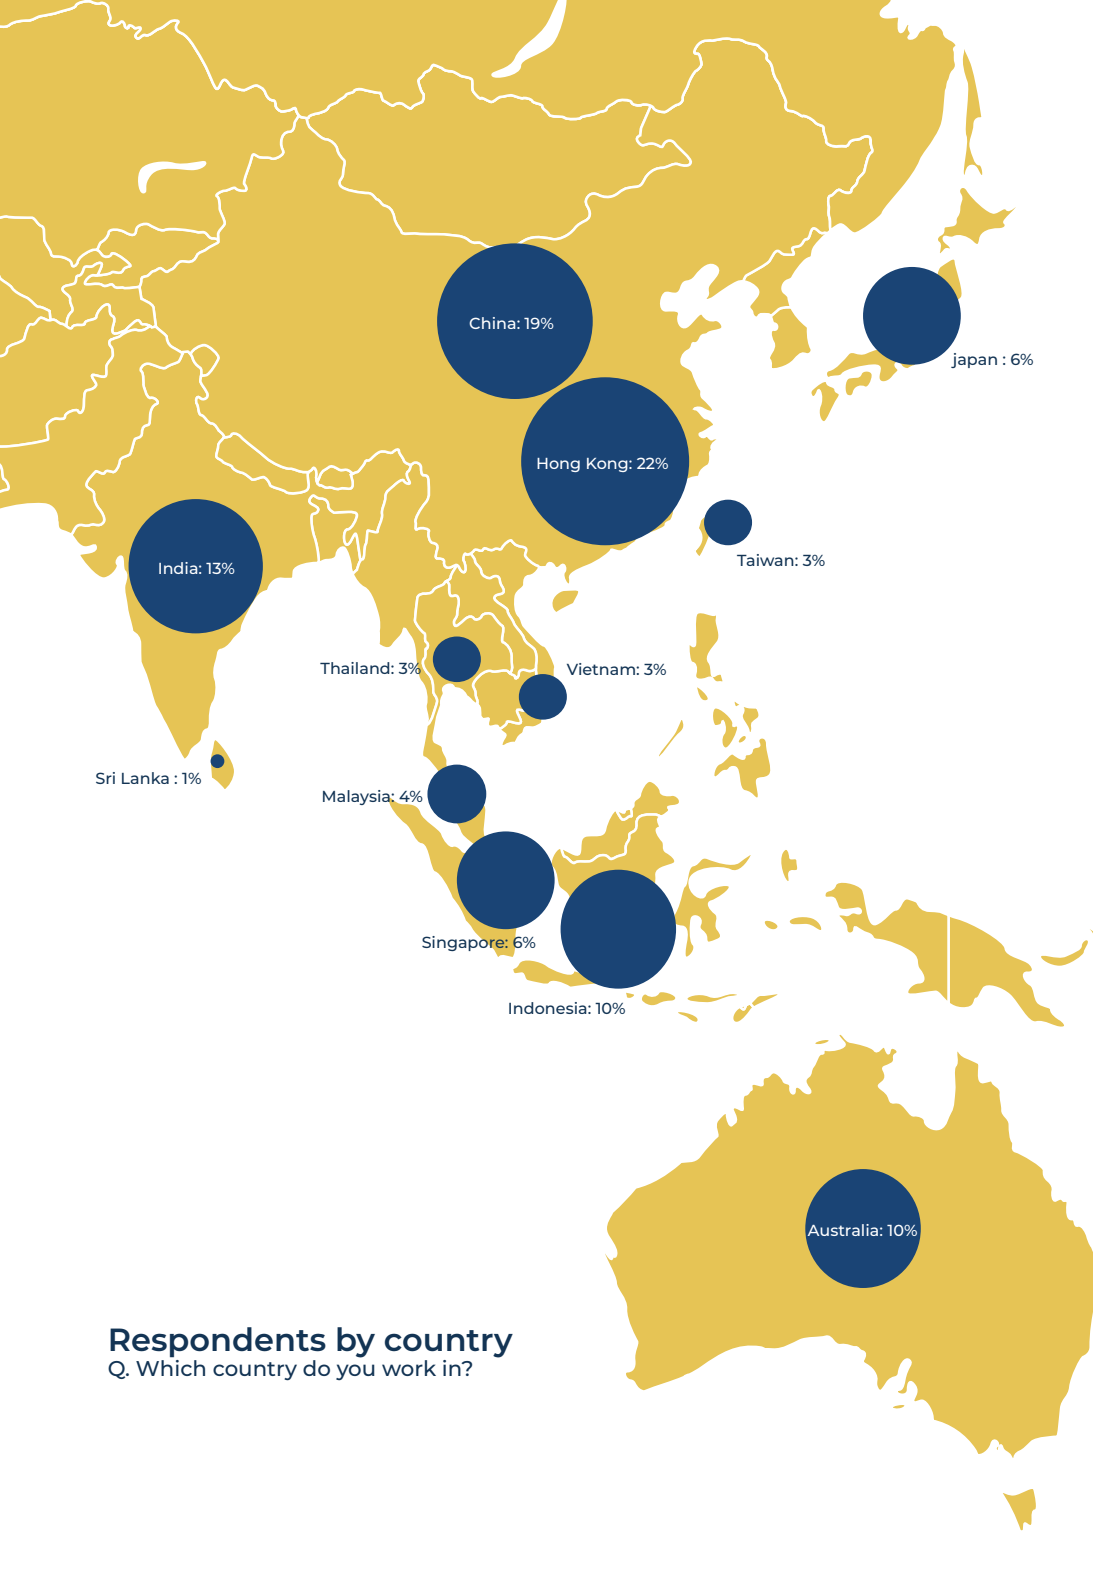 China: 19%
japan : 6%
Hong Kong: 22%
Taiwan: 3%
India: 13%
Thailand: 3%
Vietnam: 3%
Sri Lanka : 1%
Malaysia: 4%
Singapore: 6%
Indonesia: 10%
Australia: 10%
Respondents by country
Q. Which country do you work in?